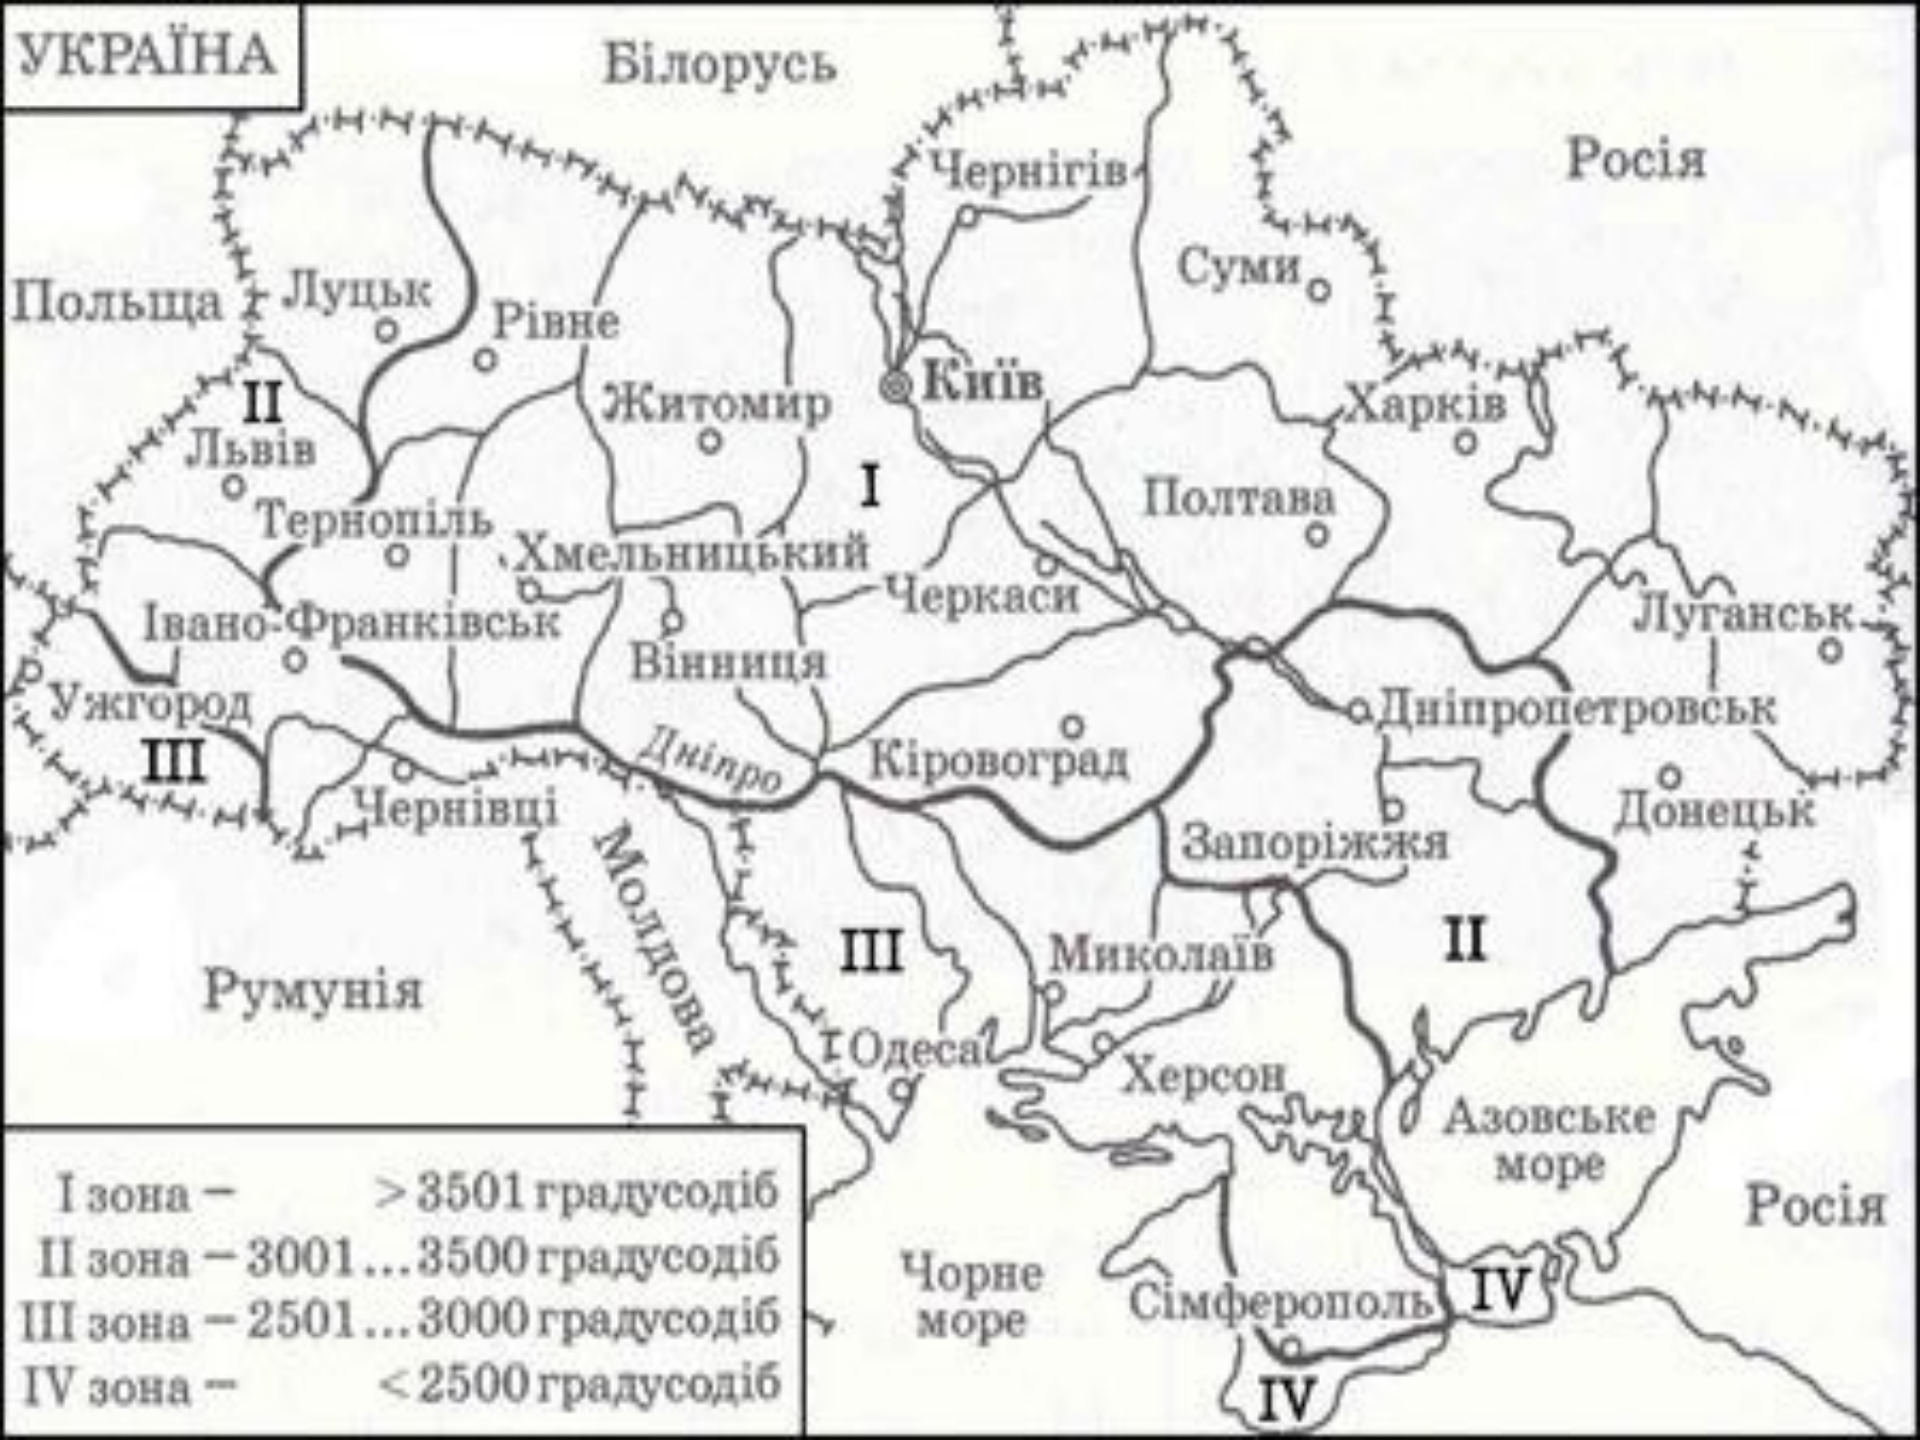 УКРАЇНА
Білорусь
Росія
Чернігів
Суми
Польща
Луцьк
Рівне
Київ
II
Житомир
Харків
Львів
I
Полтава
Тернопіль
Хмельницький
Черкаси
Луганськ
Івано-Франківськ
Вінниця
Ужгород
Дніпропетровськ
III
Дніпро
Кіровоград
Чернівці
Донецьк
Запоріжжя
Молдова
III
Миколаїв
II
Румунія
Одеса
Херсон
Азовське
море
I зона – >3501 градусодіб
II зона – 3001...3500 градусодіб
III зона – 2501...3000 градусодіб
IV зона – <2500 градусодіб
Росія
Чорне
море
Сімферополь
IV
IV